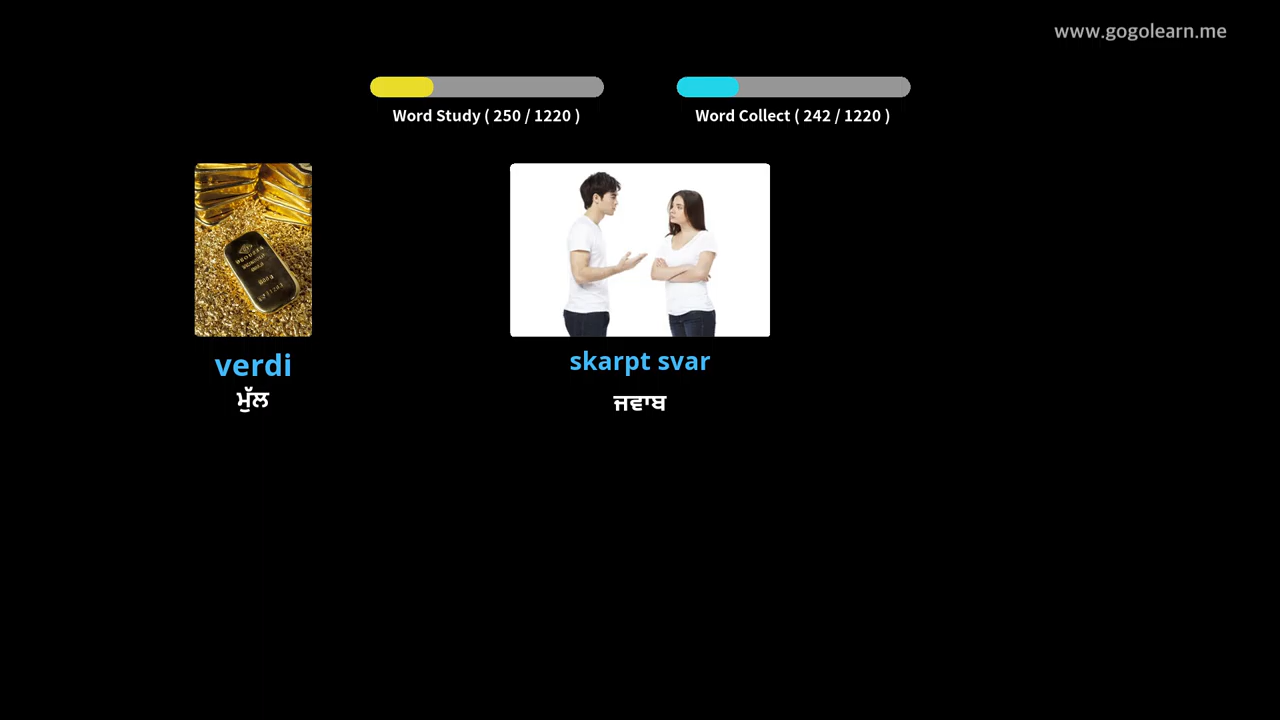 www.gogolearn.me
Word Study ( 250 / 1220 )
Word Collect ( 242 / 1220 )
verdi
ਮੁੱਲ
skarpt svar
ਜਵਾਬ